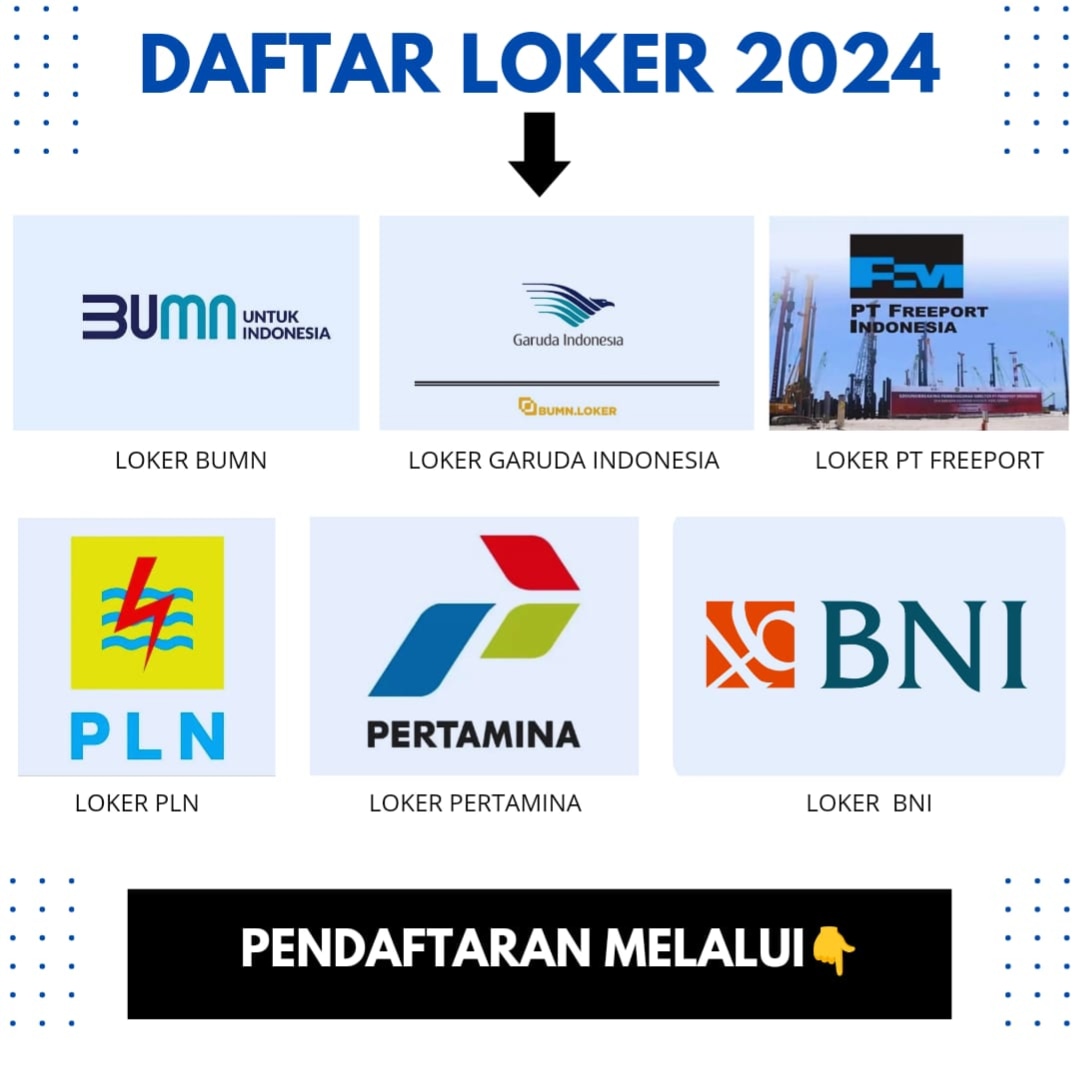 DAFTAR LOKER 2024
BUMN UNTUK
INDONESIA
Garuda Indonesia
BUMN.LOKER
FCX
PT FREEPORT
INDONESIA
LOKER BUMN
LOKER GARUDA INDONESIA
LOKER PT FREEPORT
PLN
PERTAMINA
BNI
LOKER PLN
LOKER PERTAMINA
LOKER  BNI
PENDAFTARAN MELALUI👇